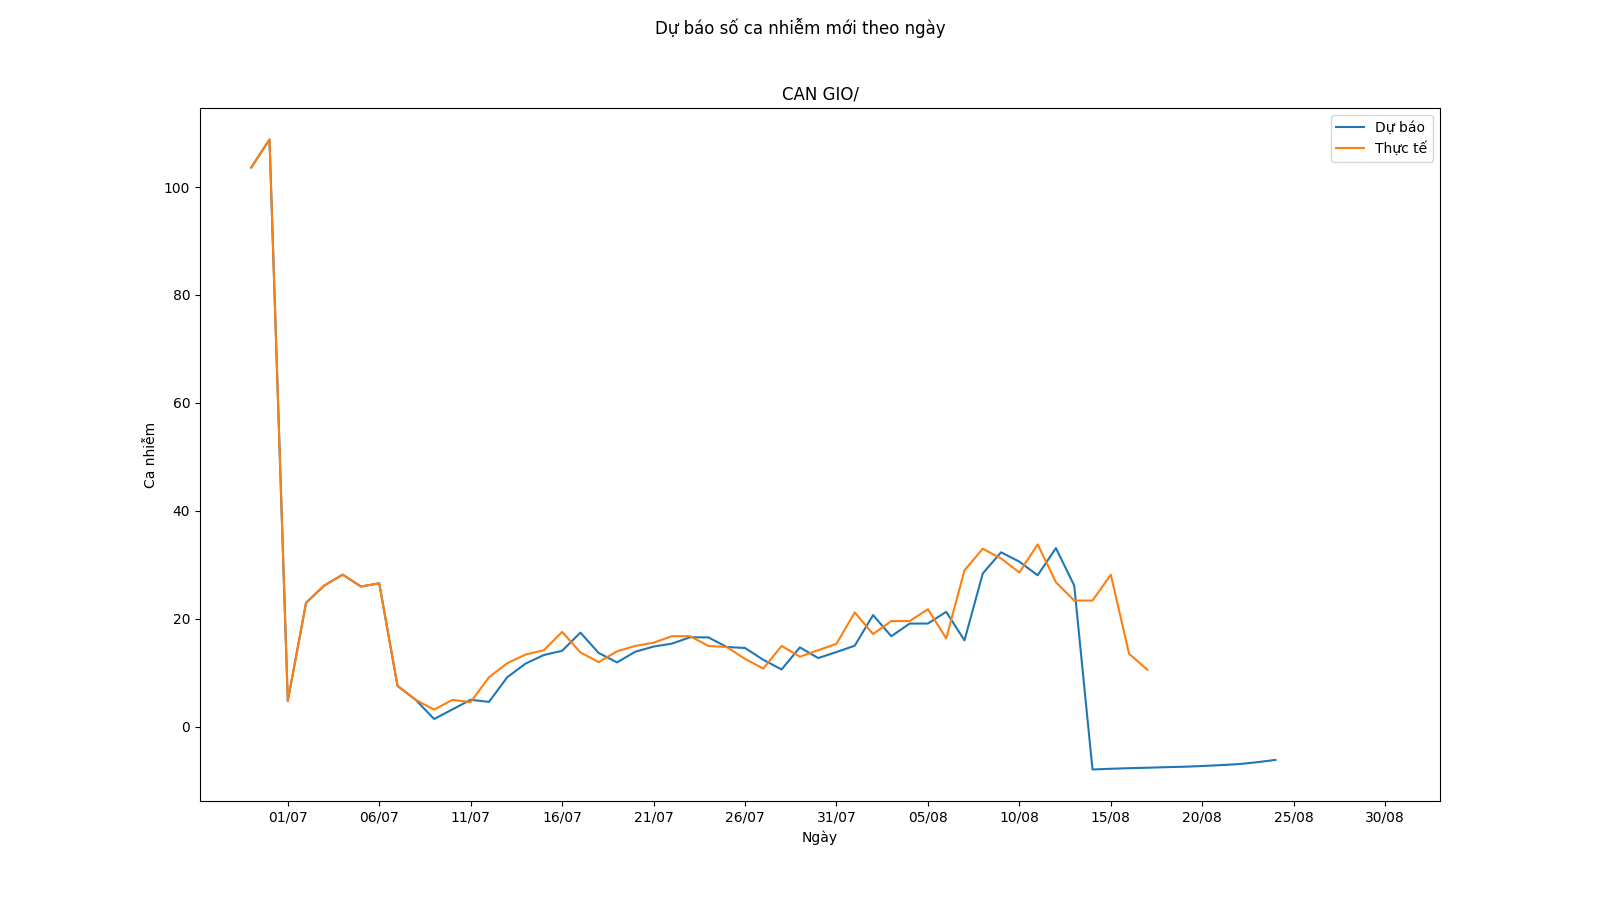 Dự báo số ca nhiễm mới theo ngày
CAN GIO/
Dự báo
Thực tế
100
80
60
40
20
0
Ca nhiễm
01/07 06/07 11/07 16/07 21/07 26/07 31/07 05/08 10/08 15/08 20/08 25/08 30/08
Ngày